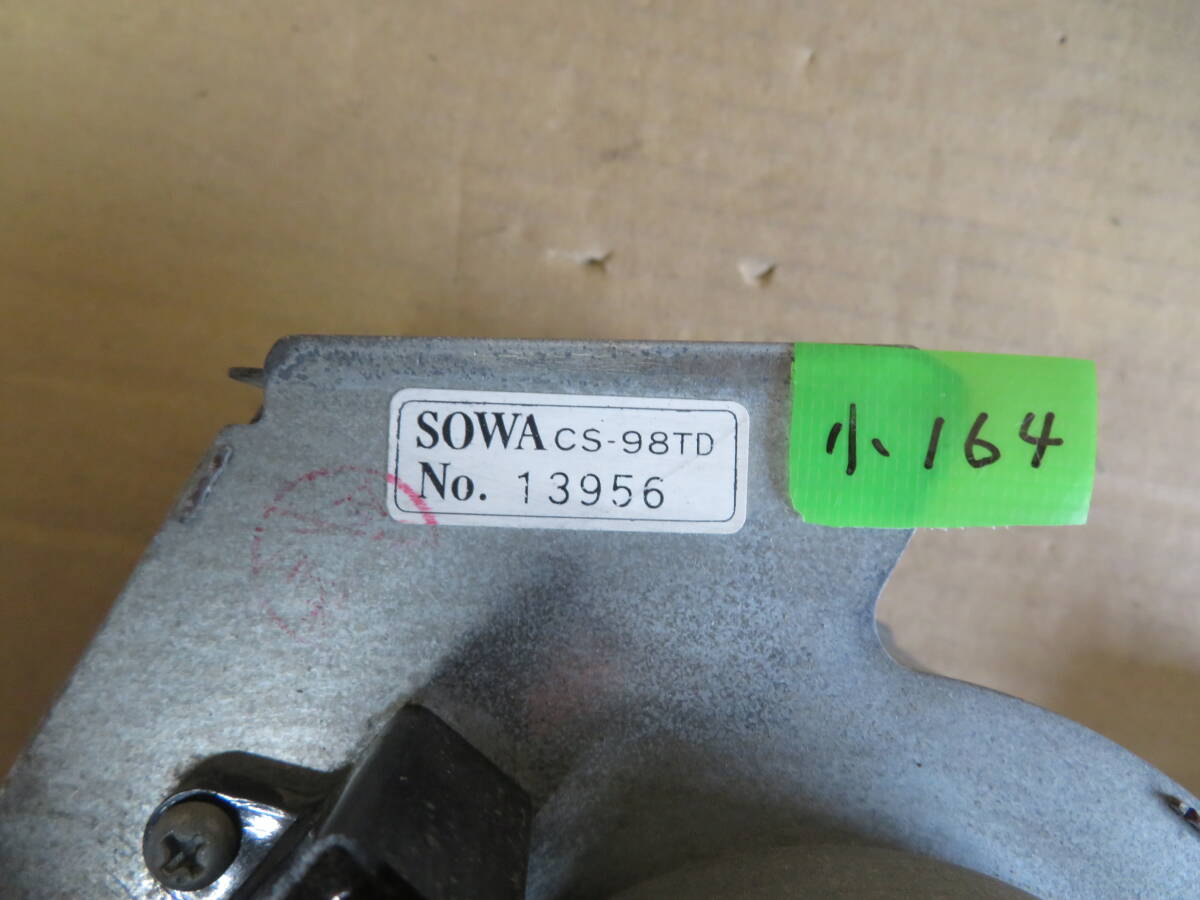 SOWA CS-98TD
No. 13956
小 164